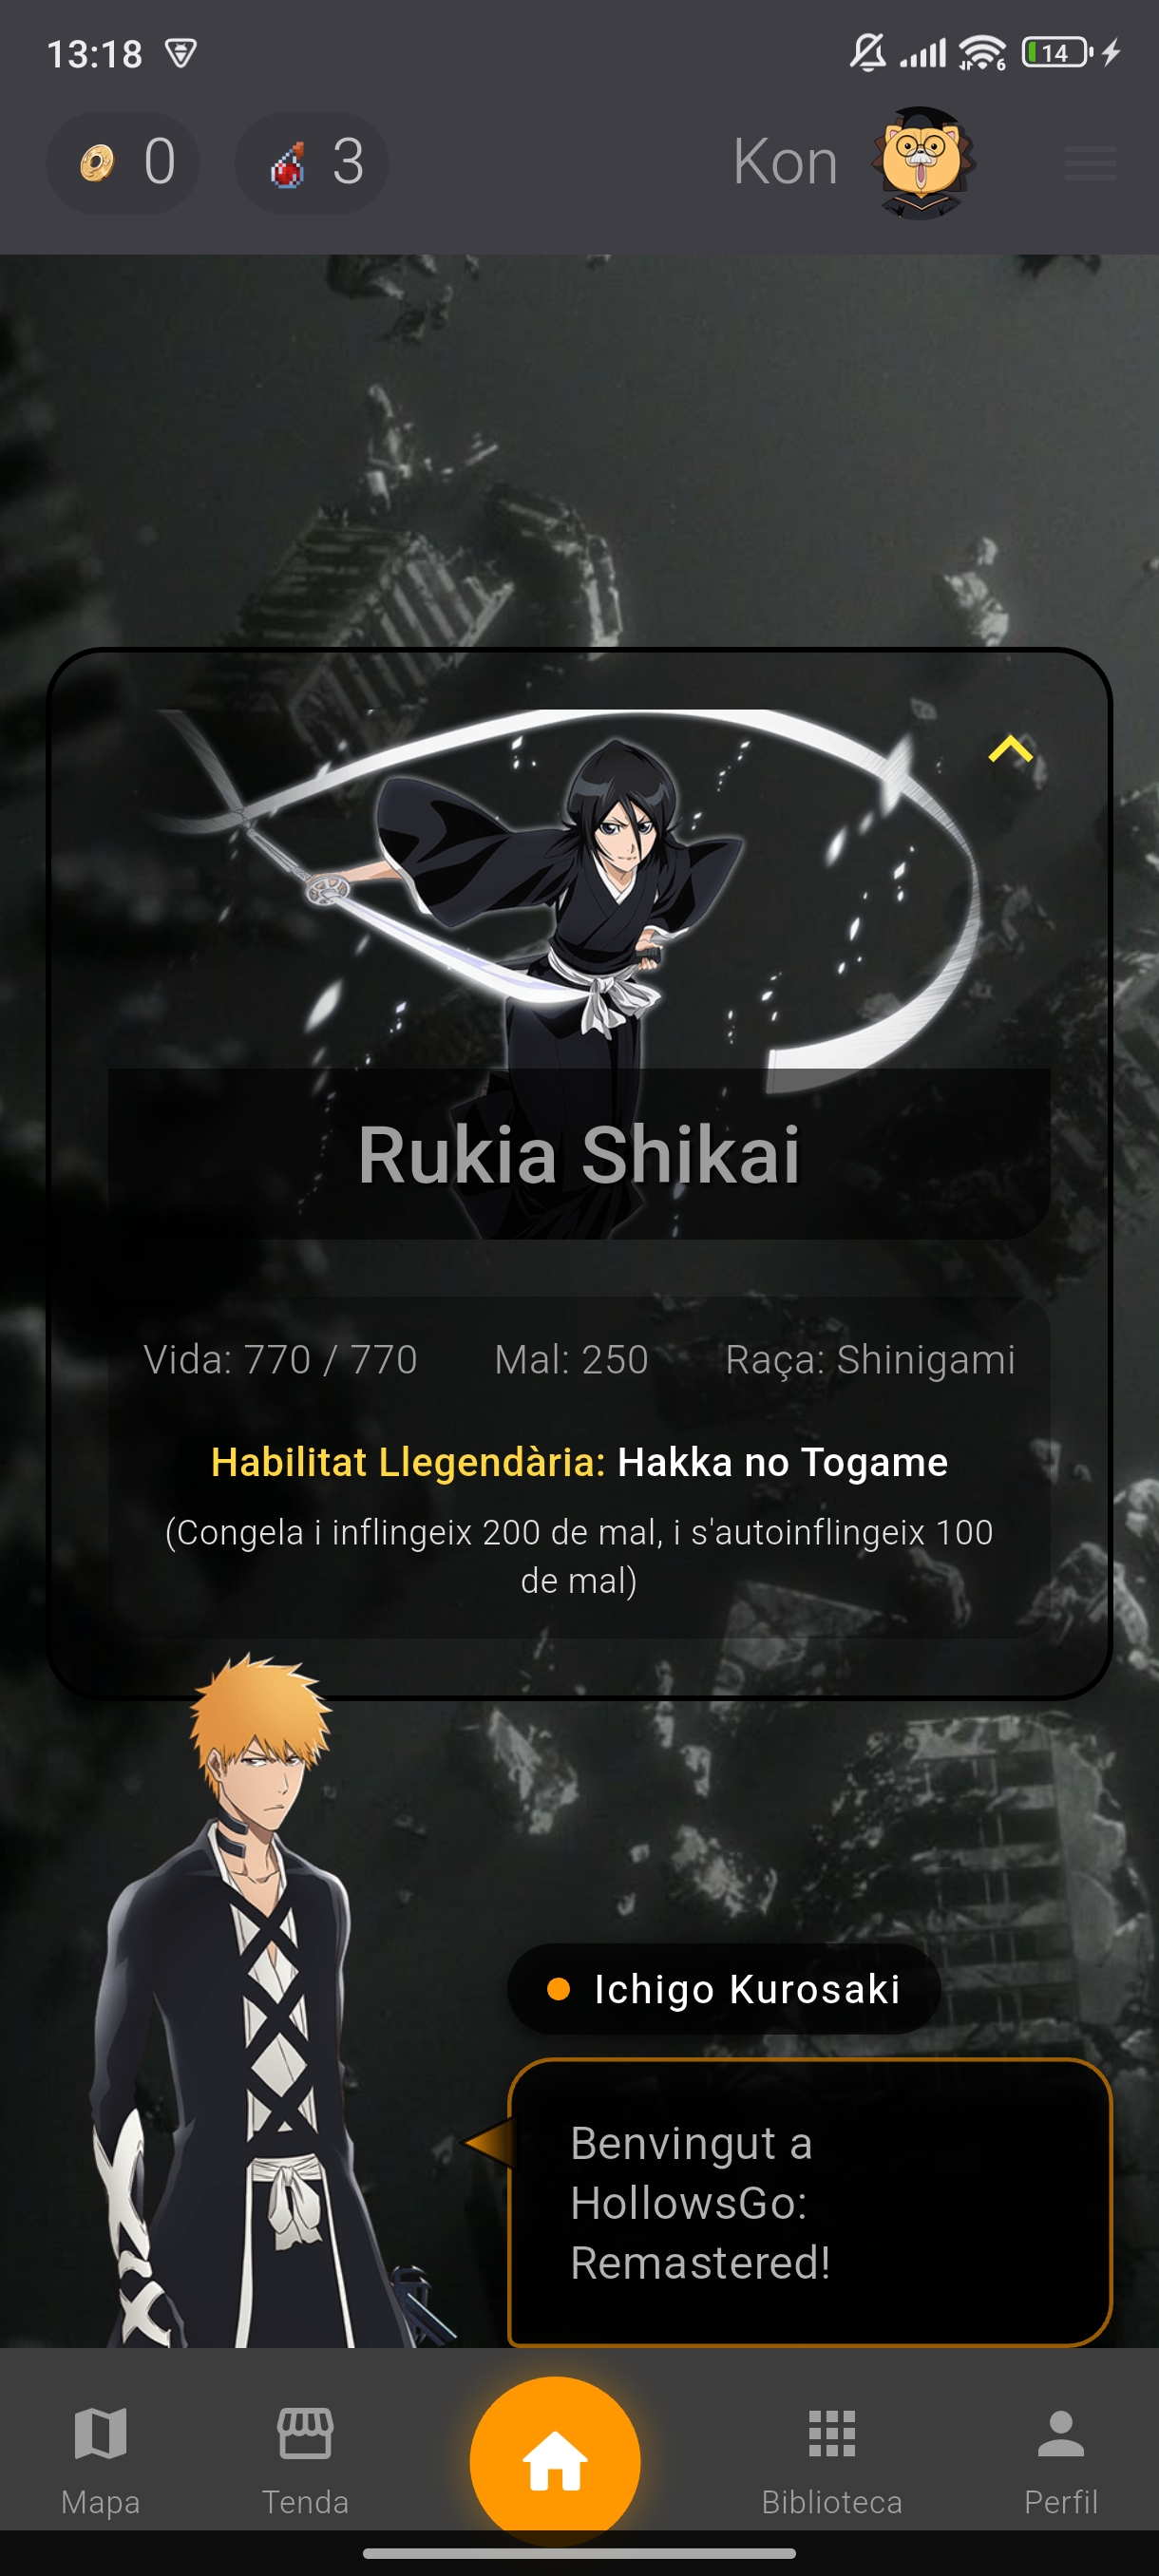 13:18
6
14
0
3
Kon
Rukia Shikai
Vida: 770 / 770
Mal: 250
Raça: Shinigami
Habilitat Llegendària: Hakka no Togame
(Congela i inflingeix 200 de mal, i s'autoinflingeix 100
de mal)
Ichigo Kurosaki
Benvingut a
HollowsGo:
Remastered!
Mapa
Tenda
Biblioteca
Perfil